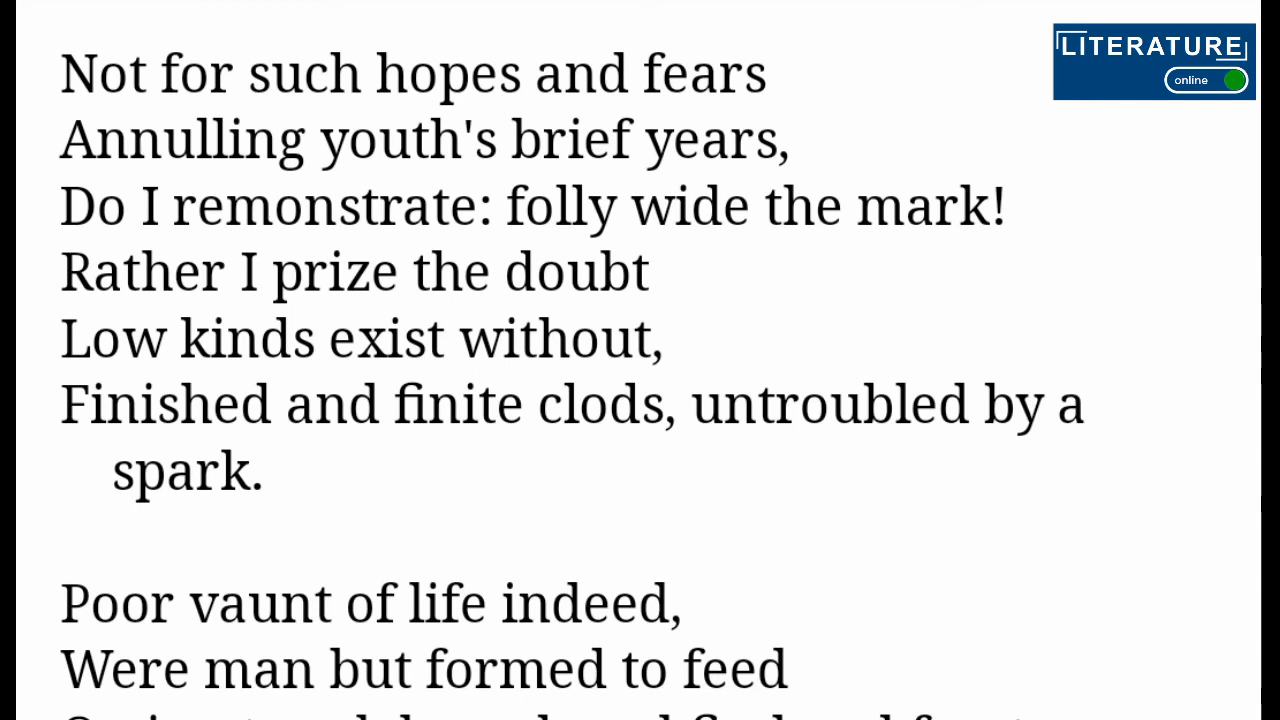 Not for such hopes and fears
Annulling youth's brief years,
Do I remonstrate: folly wide the mark!
Rather I prize the doubt
Low kinds exist without,
Finished and finite clods, untroubled by a
spark.
Poor vaunt of life indeed,
Were man but formed to feed
LITERATURE
online